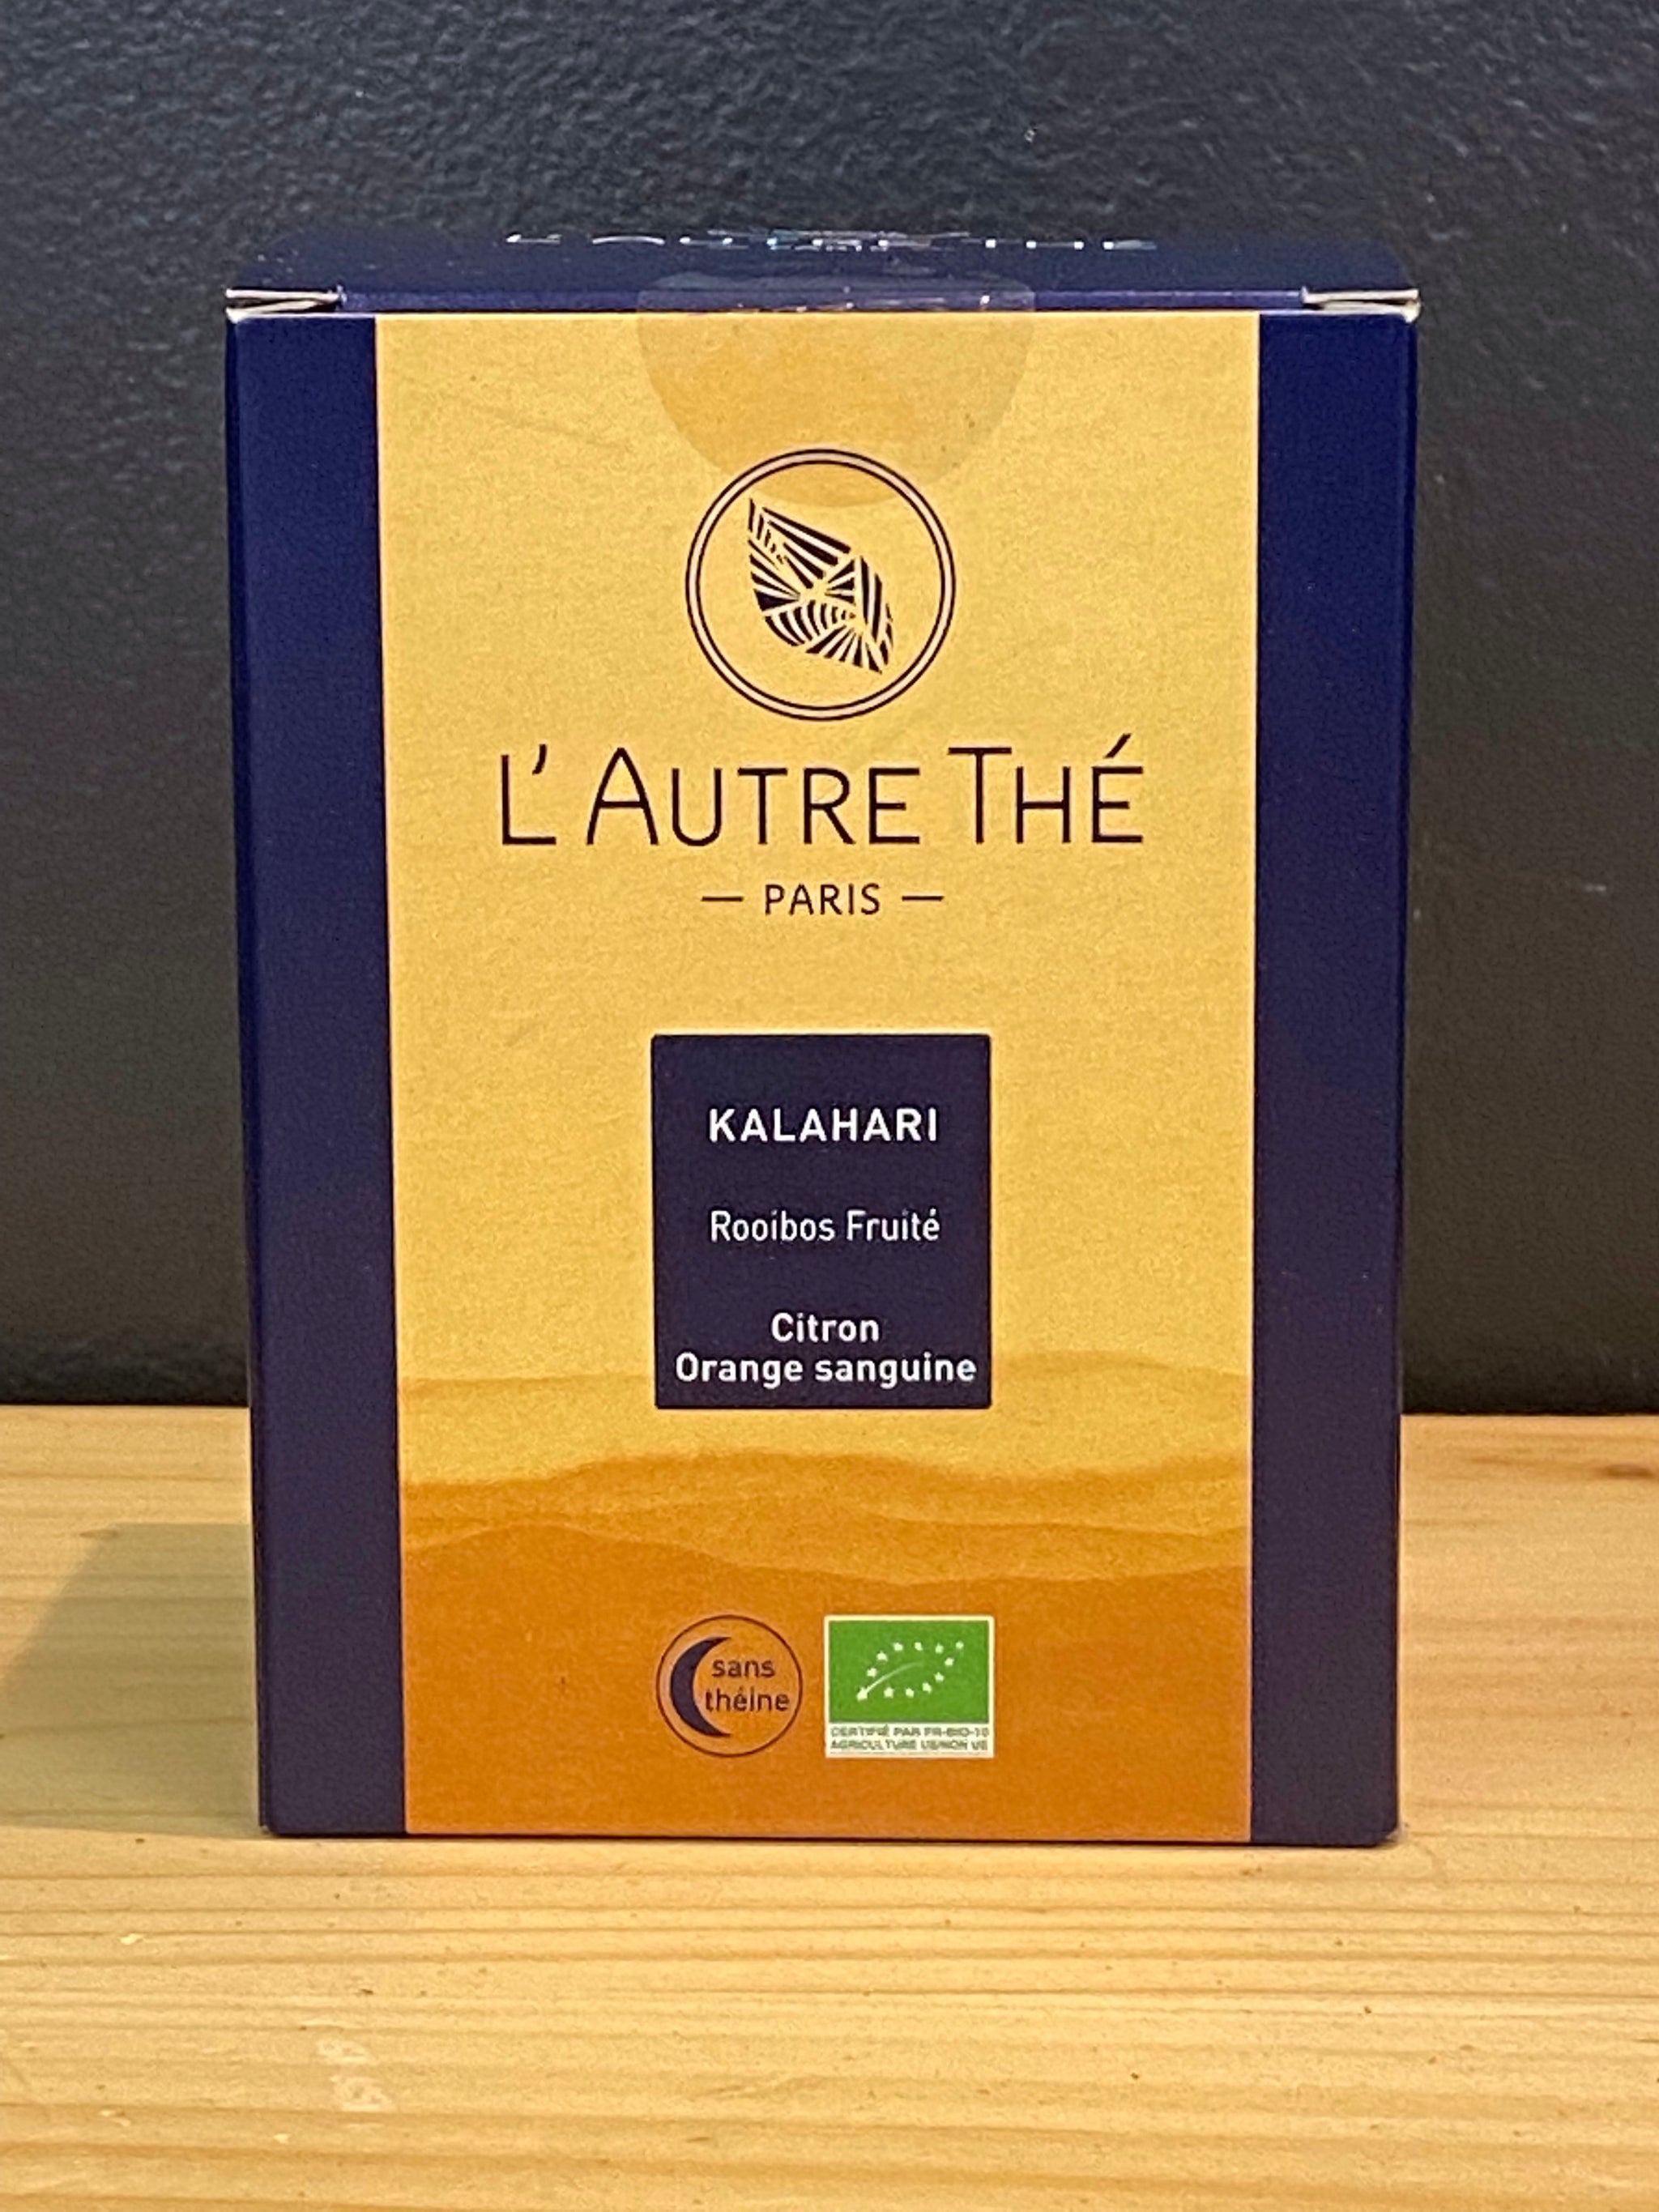 L'AUTRE THÉ
— PARIS —
KALAHARI
Rooibos Fruité
Citron
Orange sanguine
sans
théine
CERTIFIÉ PAR FR-BIO-10
AGRICULTURE UE/NON UE